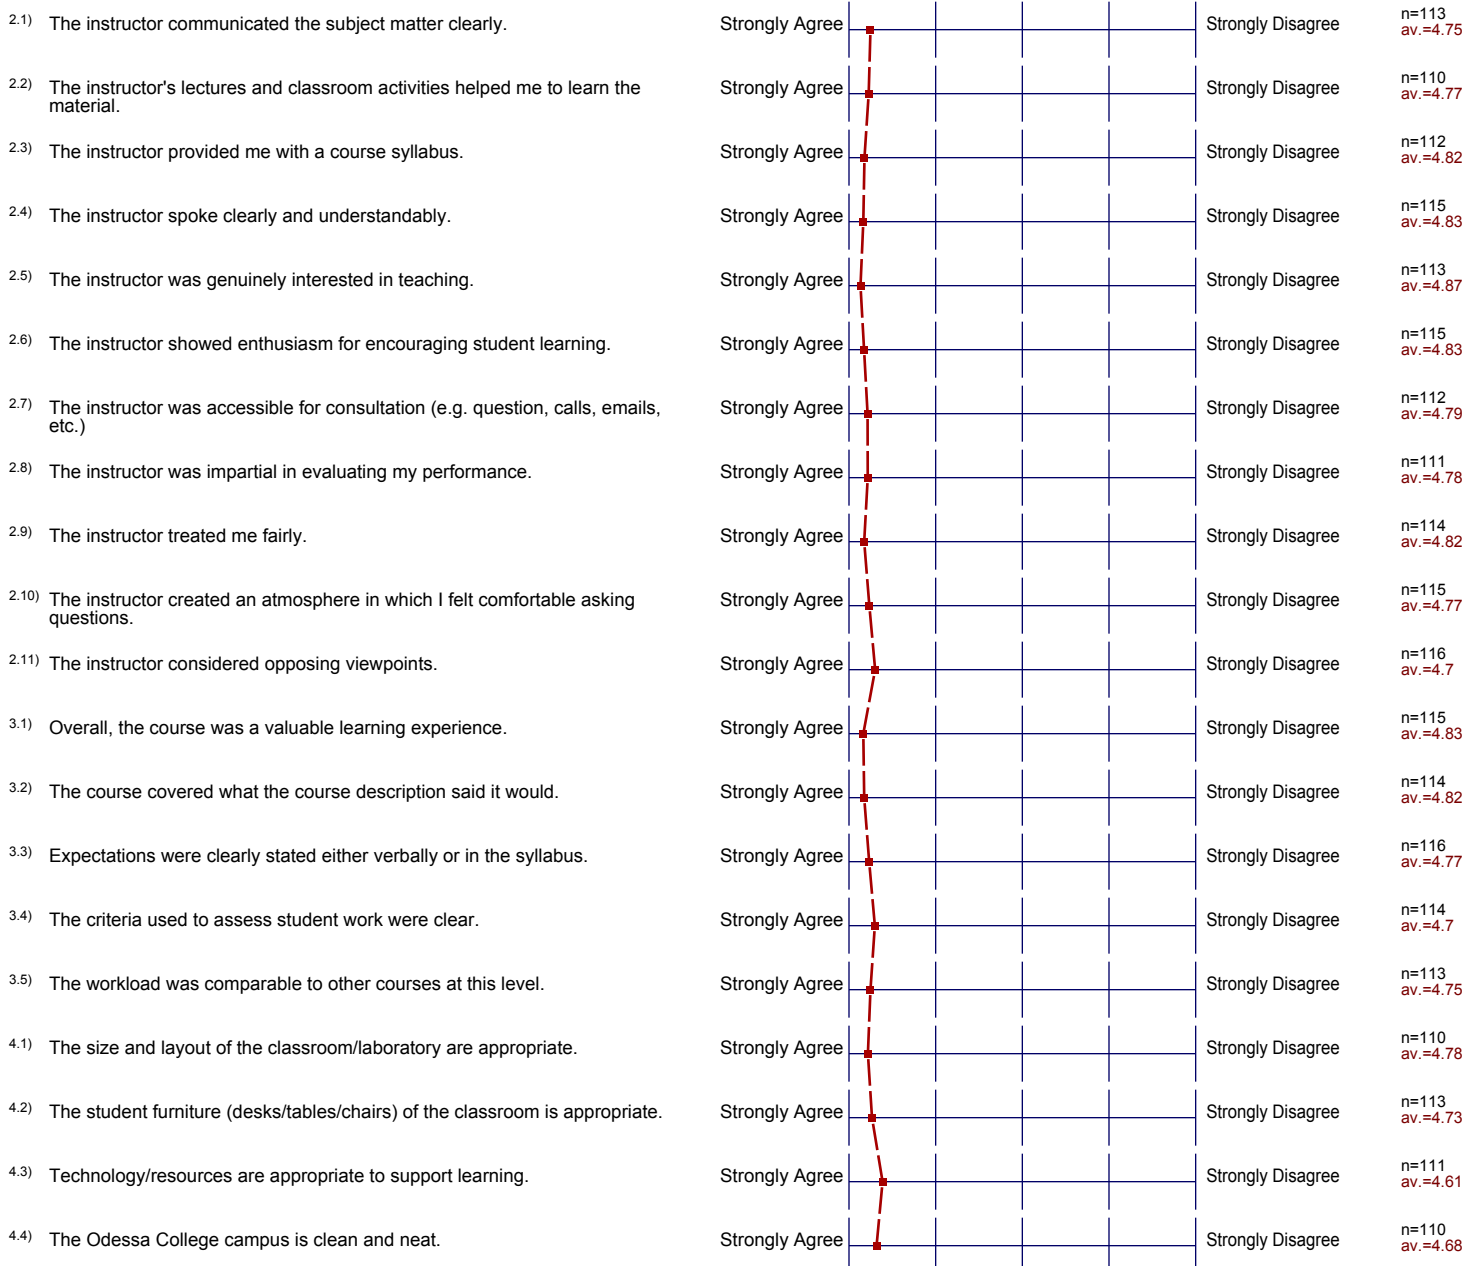 2.1) The instructor communicated the subject matter clearly. Strongly Agree Strongly Disagree n=113
av.=4.75
2.2) The instructor's lectures and classroom activities helped me to learn the Strongly Agree Strongly Disagree n=110
material. av.=4.77
2.3) The instructor provided me with a course syllabus. Strongly Agree Strongly Disagree n=112
av.=4.82
2.4) The instructor spoke clearly and understandably. Strongly Agree Strongly Disagree n=115
av.=4.83
2.5) The instructor was genuinely interested in teaching. Strongly Agree Strongly Disagree n=113
av.=4.87
2.6) The instructor showed enthusiasm for encouraging student learning. Strongly Agree Strongly Disagree n=115
av.=4.83
2.7) The instructor was accessible for consultation (e.g. question, calls, emails, Strongly Agree Strongly Disagree n=112
etc.) av.=4.79
2.8) The instructor was impartial in evaluating my performance. Strongly Agree Strongly Disagree n=111
av.=4.78
2.9) The instructor treated me fairly. Strongly Agree Strongly Disagree n=114
av.=4.82
2.10) The instructor created an atmosphere in which I felt comfortable asking Strongly Agree Strongly Disagree n=115
questions. av.=4.77
2.11) The instructor considered opposing viewpoints. Strongly Agree Strongly Disagree n=116
av.=4.7
3.1) Overall, the course was a valuable learning experience. Strongly Agree Strongly Disagree n=115
av.=4.83
3.2) The course covered what the course description said it would. Strongly Agree Strongly Disagree n=114
av.=4.82
3.3) Expectations were clearly stated either verbally or in the syllabus. Strongly Agree Strongly Disagree n=116
av.=4.77
3.4) The criteria used to assess student work were clear. Strongly Agree Strongly Disagree n=114
av.=4.7
3.5) The workload was comparable to other courses at this level. Strongly Agree Strongly Disagree n=113
av.=4.75
4.1) The size and layout of the classroom/laboratory are appropriate. Strongly Agree Strongly Disagree n=110
av.=4.78
4.2) The student furniture (desks/tables/chairs) of the classroom is appropriate. Strongly Agree Strongly Disagree n=113
av.=4.73
4.3) Technology/resources are appropriate to support learning. Strongly Agree Strongly Disagree n=111
av.=4.61
4.4) The Odessa College campus is clean and neat. Strongly Agree Strongly Disagree n=110
av.=4.68